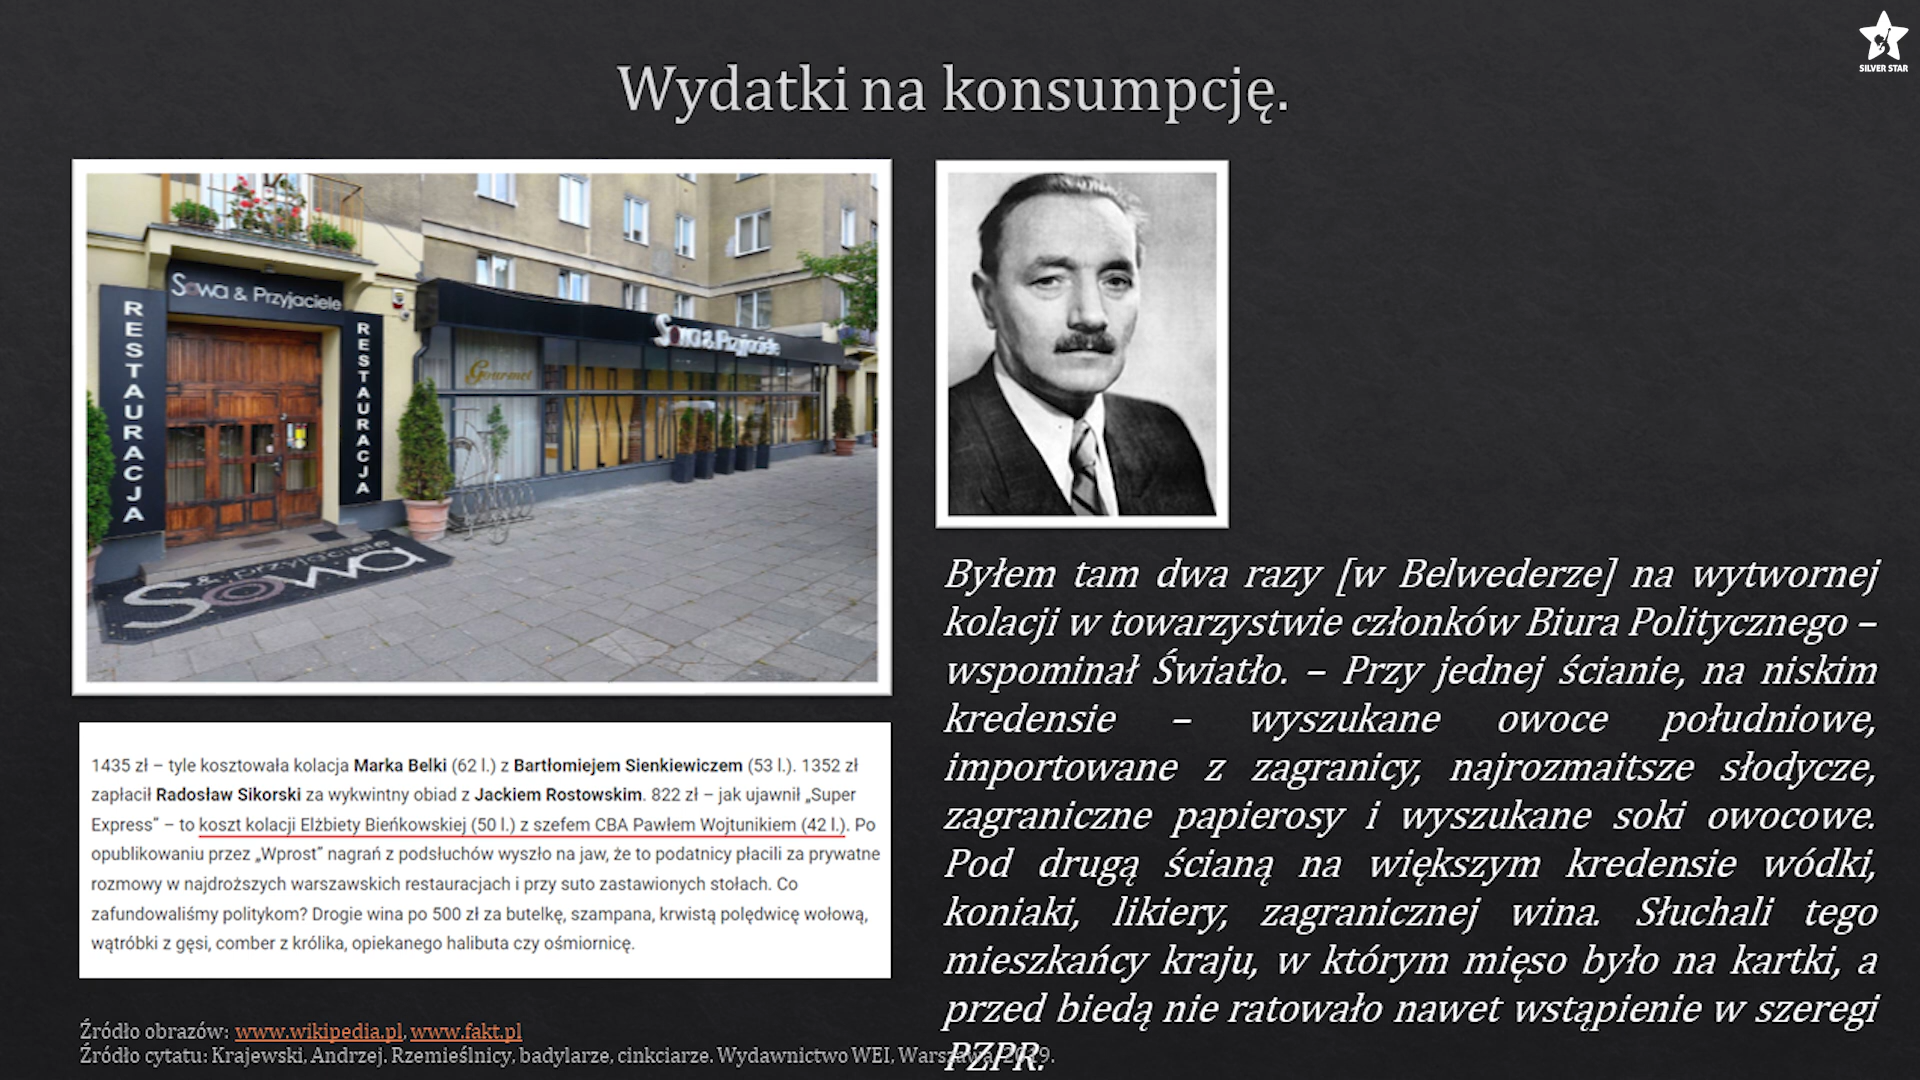 SILVER STAR
Wydatki na konsumpcję.
Sowa & Przyjaciele
RESTAURACJA
RESTAURACJA
Sowa & Przyjaciele
Gourmet
& przyjaciele
Sowa
1435 zł – tyle kosztowała kolacja Marka Belki (62 l.) z Bartłomiejem Sienkiewiczem (53 l.). 1352 zł
zapłacił Radosław Sikorski za wykwintny obiad z Jackiem Rostowskim. 822 zł – jak ujawnił „Super
Express” – to koszt kolacji Elżbiety Bieńkowskiej (50 l.) z szefem CBA Pawłem Wojtunikiem (42 l.). Po
opublikowaniu przez „Wprost” nagrań z podsłuchów wyszło na jaw, że to podatnicy płacili za prywatne
rozmowy w najdroższych warszawskich restauracjach i przy suto zastawionych stołach. Co
zafundowaliśmy politykom? Drogie wina po 500 zł za butelkę, szampana, krwistą polędwicę wołową,
wątróbki z gęsi, comber z królika, opiekanego halibuta czy ośmiornicę.
Byłem tam dwa razy [w Belwederze] na wytwornej
kolacji w towarzystwie członków Biura Politycznego –
wspominał Światło. – Przy jednej ścianie, na niskim
kredensie – wyszukane owoce południowe,
importowane z zagranicy, najrozmaitsze słodycze,
zagraniczne papierosy i wyszukane soki owocowe.
Pod drugą ścianą na większym kredensie wódki,
koniaki, likiery, zagranicznej wina. Słuchali tego
mieszkańcy kraju, w którym mięso było na kartki, a
przed biedą nie ratowało nawet wstąpienie w szeregi
PZPR.
Źródło obrazów: www.wikipedia.pl, www.fakt.pl
Źródło cytatu: Krajewski, Andrzej. Rzemieślnicy, badylarze, cinkciarze. Wydawnictwo WEI, Warszawa, 2019.